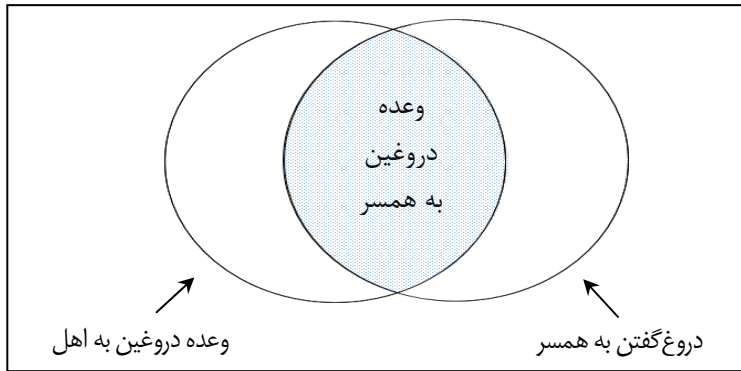 وعده
دروغین
به همسر
دروغ‌گفتن به همسر
وعده دروغین به اهل